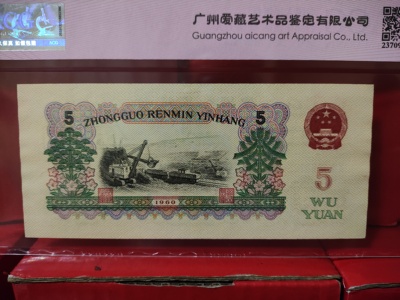 广州爱藏艺术品鉴定有限公司
Guangzhou aicang art Appraisal Co., Ltd.
23709
5
ZHONGGUO RENMIN YINHANG
5
1960
5
WU
YUAN